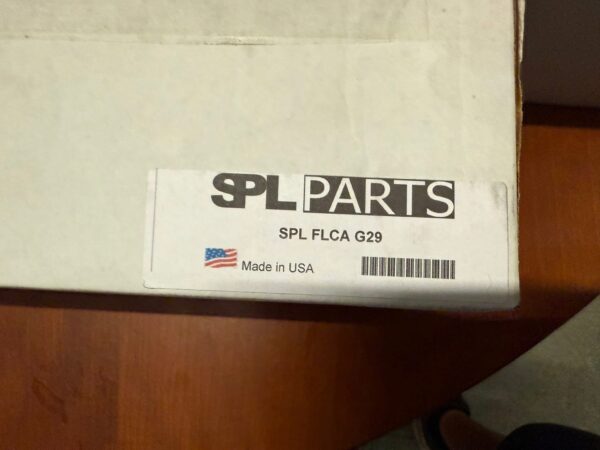 SPL PARTS
SPL FLCA G29
Made in USA